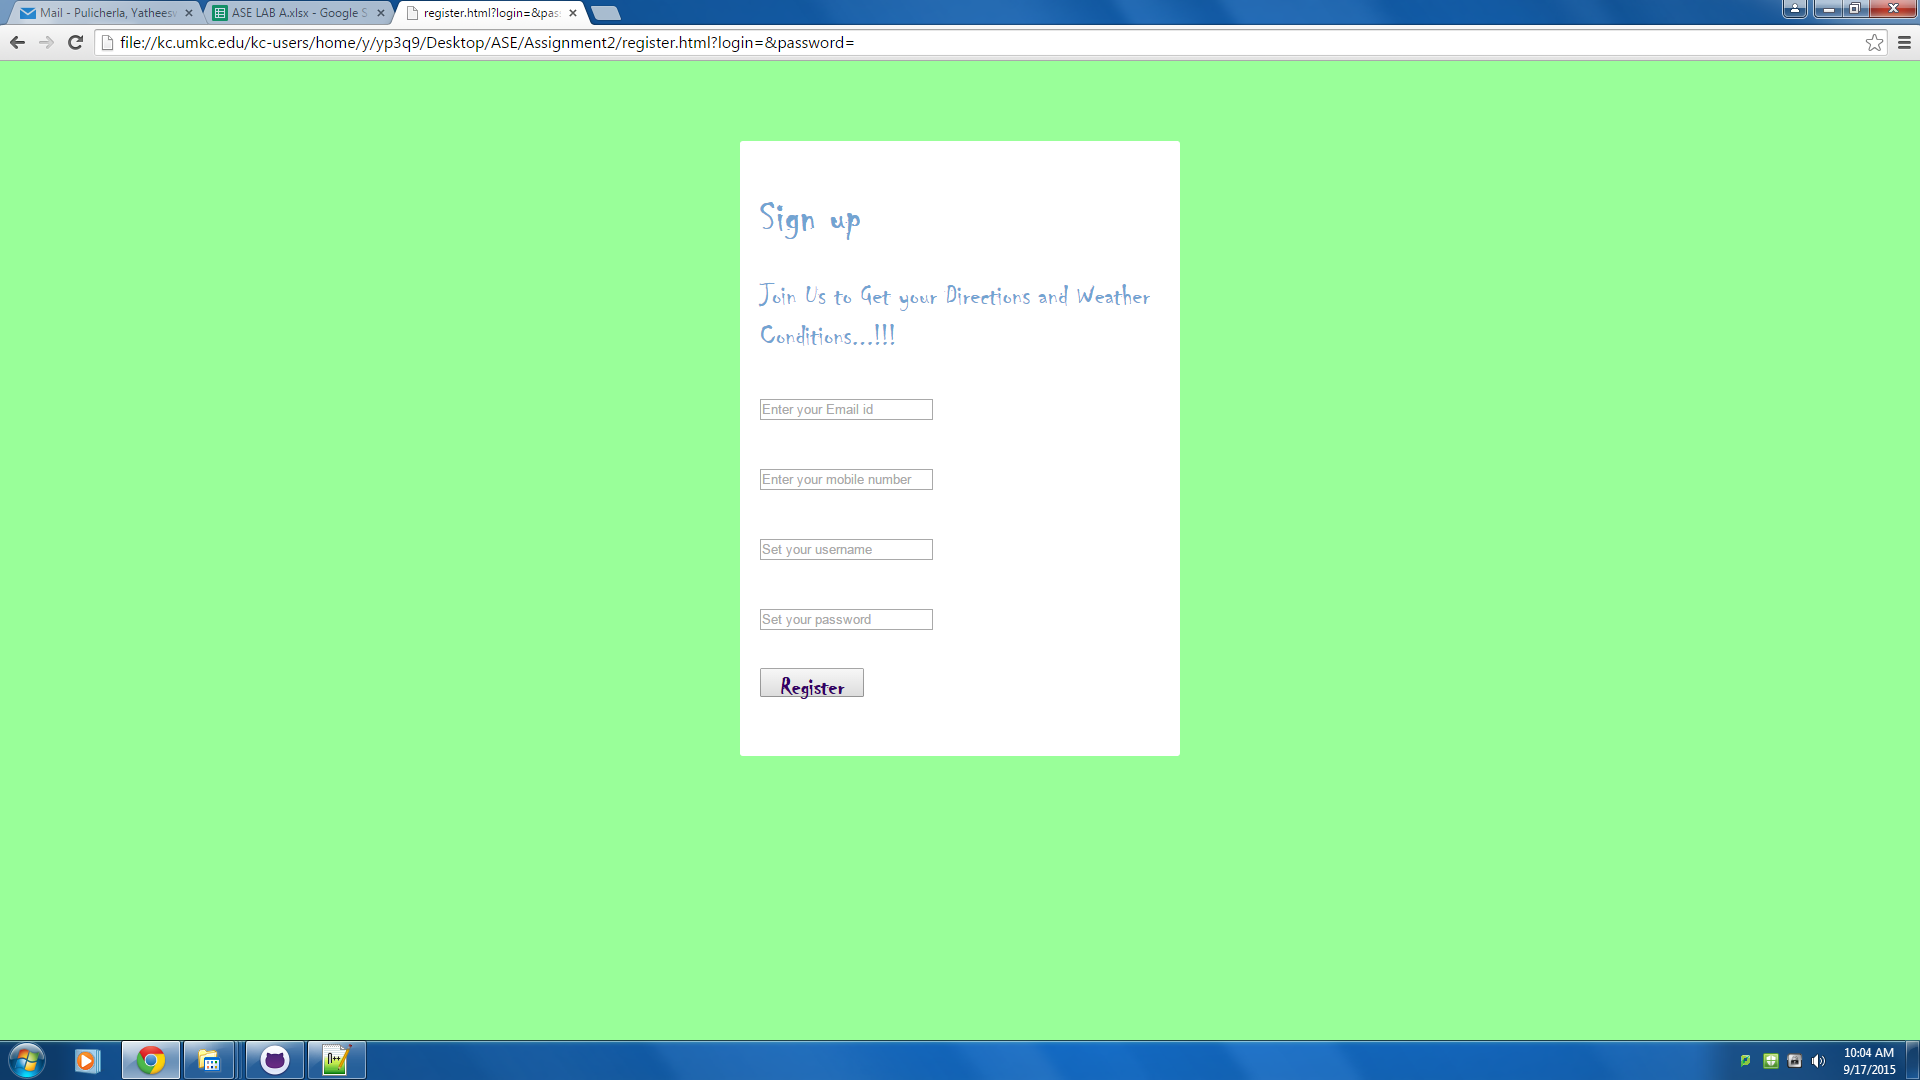 Mail - Pulicherla, Yathees
ASE LAB A.xlsx - Google S
register.html?login=&pas
file://kc.umkc.edu/kc-users/home/y/yp3q9/Desktop/ASE/Assignment2/register.html?login=&password=
Sign up
Join Us to Get your Directions and Weather
Conditions...!!!
Enter your Email id
Enter your mobile number
Set your username
Set your password
Register
10:04 AM
9/17/2015